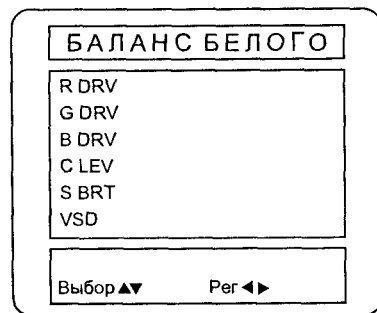 БАЛАНС БЕЛОГО
R DRV
G DRV
B DRV
C LEV
S BRT
VSD
Выбор▲▼ Рег◀▶